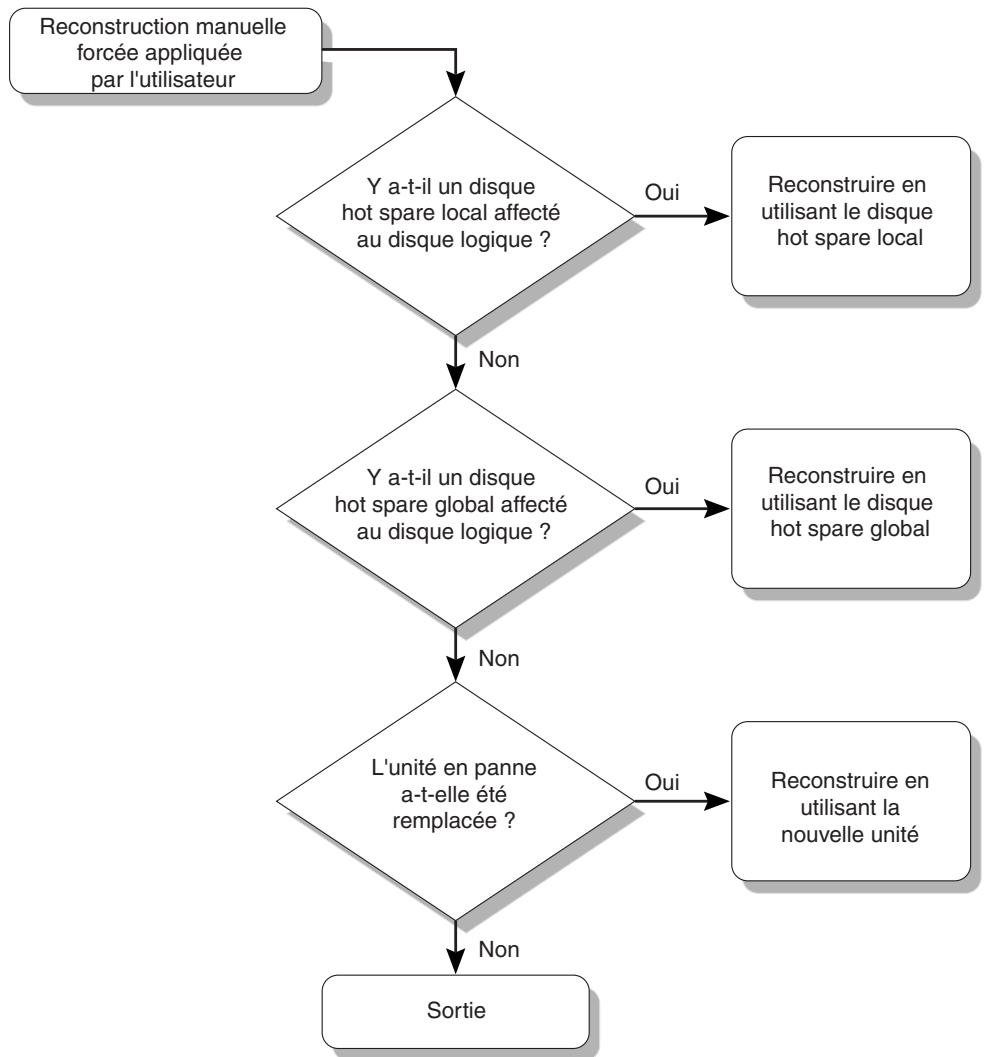 Reconstruction manuelle
forcée appliquée
par l'utilisateur
Y a-t-il un disque
hot spare local affecté
au disque logique ?
Oui
Reconstruire en
utilisant le disque
hot spare local
Non
Y a-t-il un disque
hot spare global affecté
au disque logique ?
Oui
Reconstruire en
utilisant le disque
hot spare global
Non
L'unité en panne
a-t-elle été
remplacée ?
Oui
Reconstruire en
utilisant la
nouvelle unité
Non
Sortie